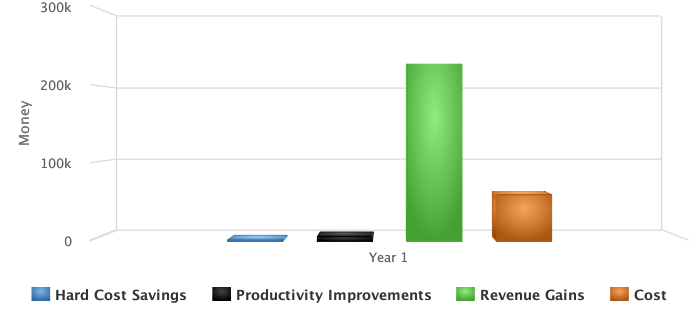 300k
200k
100k
0
Money
Year 1
Hard Cost Savings Productivity Improvements Revenue Gains Cost